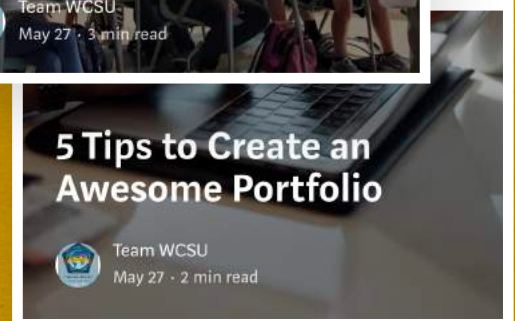 Team WCSU
May 27 · 3 min read
5 Tips to Create an
Awesome Portfolio
Team WCSU
May 27 · 2 min read